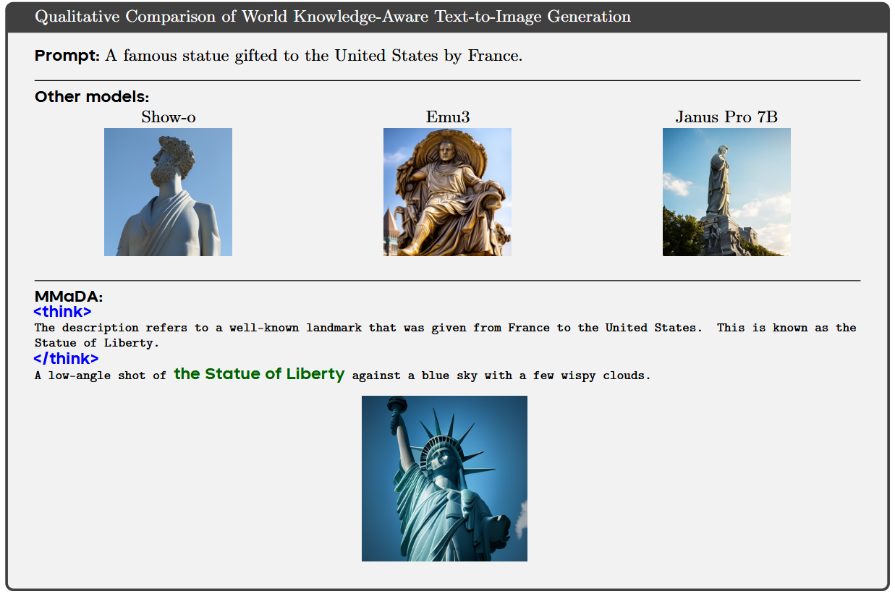 Qualitative Comparison of World Knowledge-Aware Text-to-Image Generation
Prompt: A famous statue gifted to the United States by France.
Other models:
Show-o
Emu3
Janus Pro 7B
MMaDA:
<think>
The description refers to a well-known landmark that was given from France to the United States. This is known as the
Statue of Liberty.
</think>
A low-angle shot of the Statue of Liberty against a blue sky with a few wispy clouds.